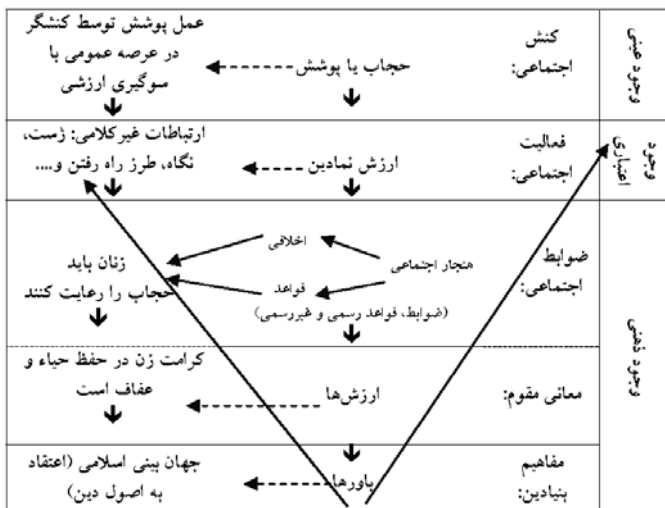 وجود عینی
کنش
اجتماعی:
حجاب یا پوشش
عمل پوشش توسط کنشگر
در عرصه عمومی با
سوگیری ارزشی
وجود
اعتباری
فعالیت
اجتماعی:
ارزش نمادین
ارتباطات غیرکلامی: ژست،
نگاه، طرز راه رفتن و....
وجود ذهنی
ضوابط
اجتماعی:
هنجار اجتماعی
اخلاقی
قواعد
(ضوابط، قواعد رسمی و غیررسمی)
زنان باید
حجاب را رعایت کنند
معانی مقوم:
ارزش‌ها
کرامت زن در حفظ حیاء و
عفاف است
مفاهیم
بنیادین:
باورها
جهان بینی اسلامی (اعتقاد
به اصول دین)